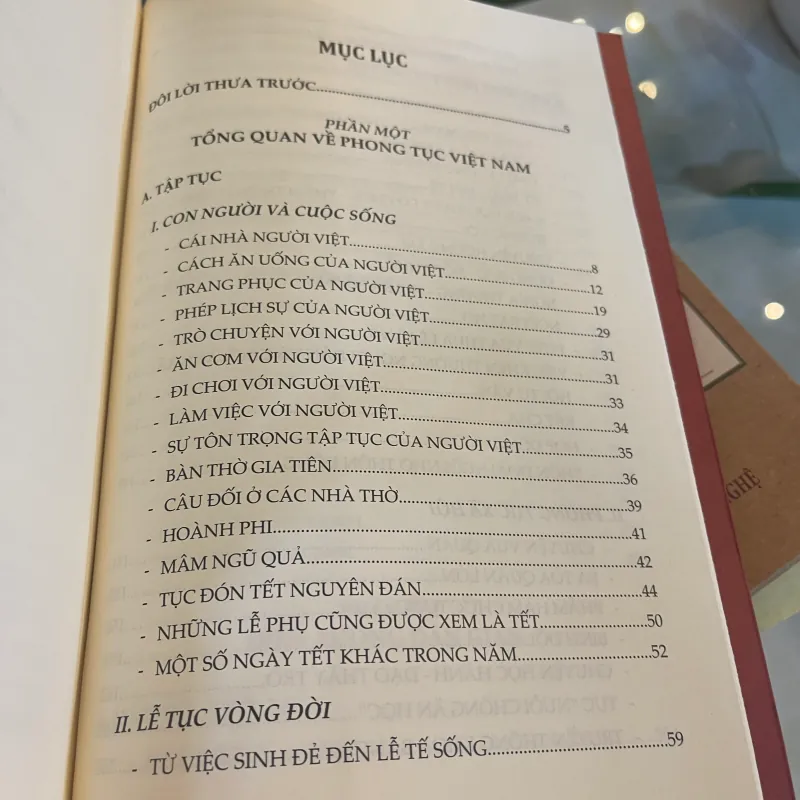 MỤC LỤC
ĐÔI LỜI THƯA TRƯỚC..............................5
PHẦN MỘT
TỔNG QUAN VỀ PHONG TỤC VIỆT NAM
A. TẬP TỤC
I. CON NGƯỜI VÀ CUỘC SỐNG
- CÁI NHÀ NGƯỜI VIỆT..............................8
- CÁCH ĂN UỐNG CỦA NGƯỜI VIỆT..............................12
- TRANG PHỤC CỦA NGƯỜI VIỆT..............................19
- PHÉP LỊCH SỰ CỦA NGƯỜI VIỆT..............................29
- TRÒ CHUYỆN VỚI NGƯỜI VIỆT..............................31
- ĂN CƠM VỚI NGƯỜI VIỆT..............................31
- ĐI CHƠI VỚI NGƯỜI VIỆT..............................33
- LÀM VIỆC VỚI NGƯỜI VIỆT..............................34
- SỰ TÔN TRỌNG TẬP TỤC CỦA NGƯỜI VIỆT..............................35
- BÀN THỜ GIA TIÊN..............................36
- CÂU ĐỐI Ở CÁC NHÀ THỜ..............................39
- HOÀNH PHI..............................41
- MÂM NGŨ QUẢ..............................42
- TỤC ĐÓN TẾT NGUYÊN ĐÁN..............................44
- NHỮNG LỄ PHỤ CŨNG ĐƯỢC XEM LÀ TẾT..............................50
- MỘT SỐ NGÀY TẾT KHÁC TRONG NĂM..............................52
II. LỄ TỤC VÒNG ĐỜI
- TỪ VIỆC SINH ĐẺ ĐẾN LỄ TẾ SỐNG..............................59